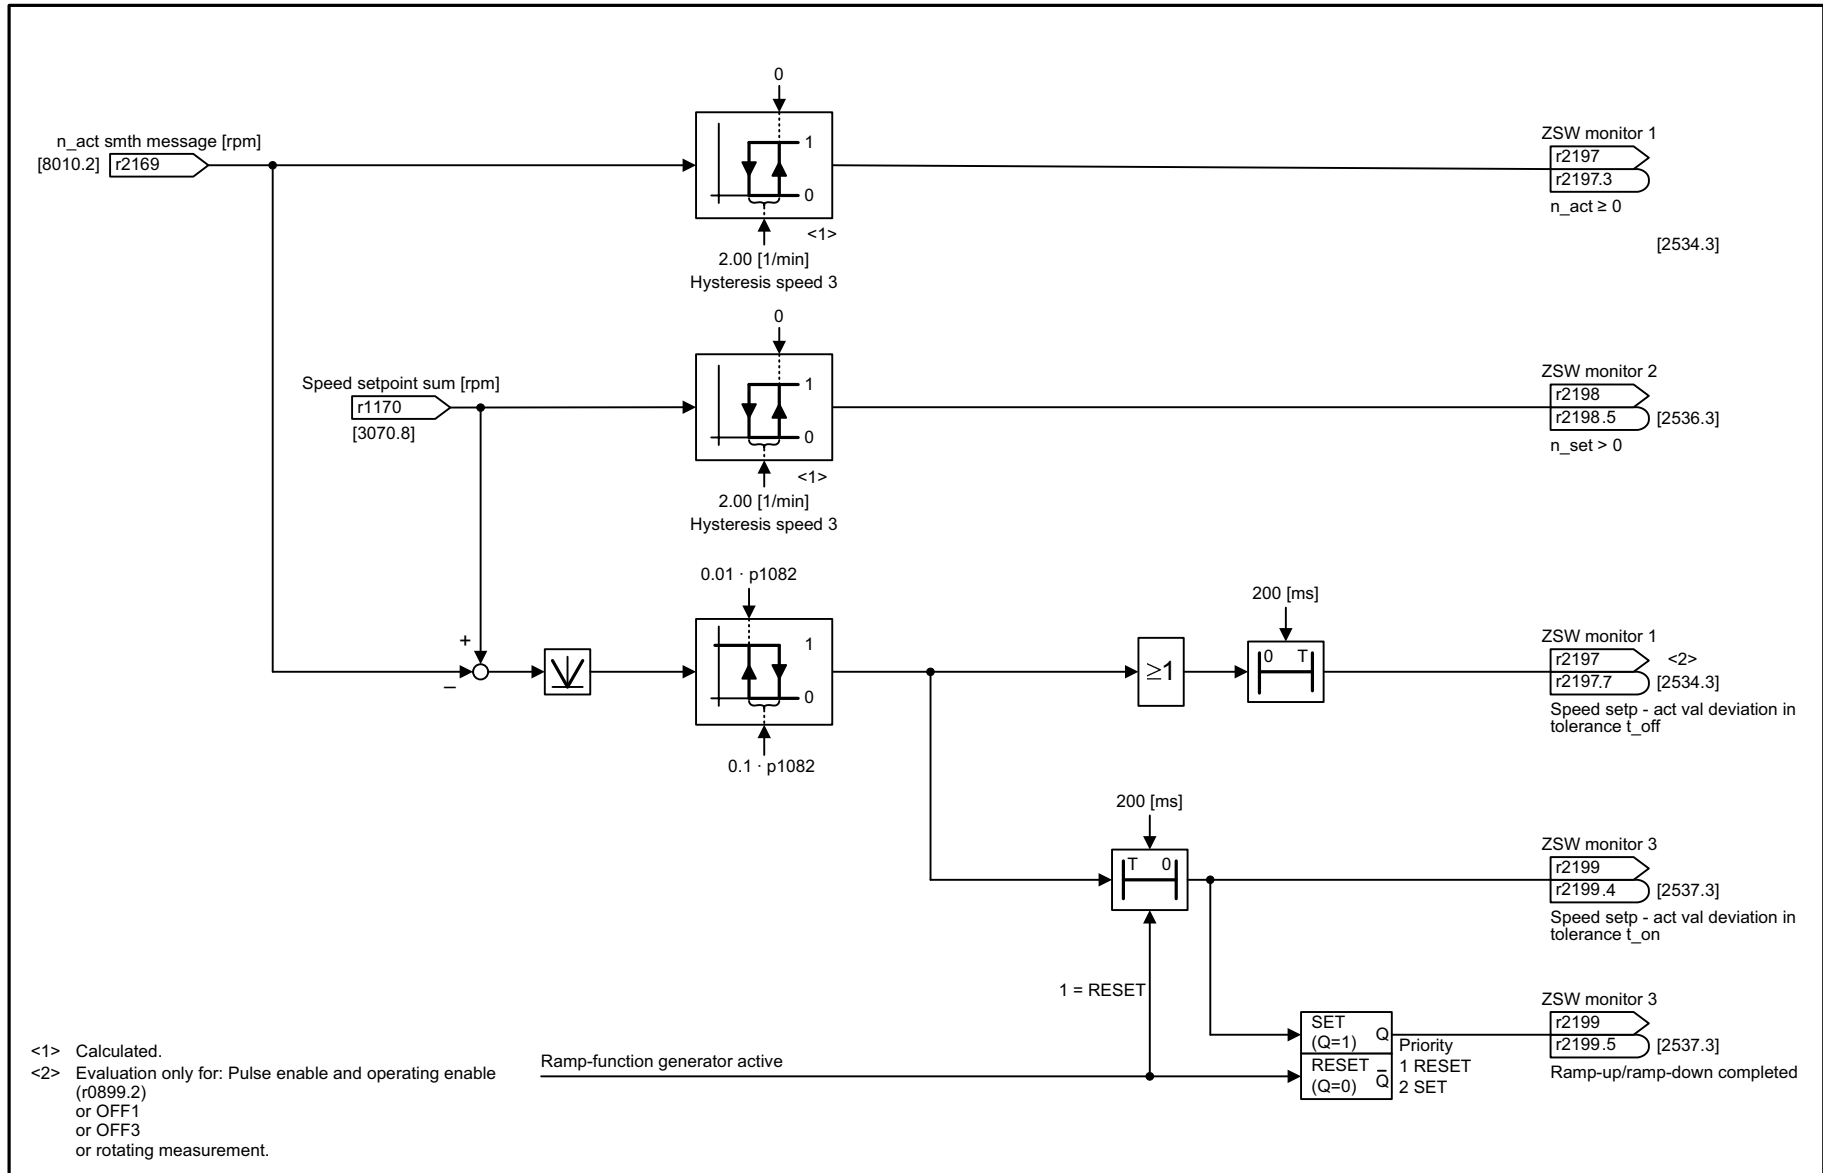 0
n_act smth message [rpm]
[8010.2] r2169
1
0
<1>
2.00 [1/min]
Hysteresis speed 3
ZSW monitor 1
r2197
r2197.3
n_act ≥ 0
[2534.3]
0
Speed setpoint sum [rpm]
r1170
[3070.8]
1
0
<1>
2.00 [1/min]
Hysteresis speed 3
ZSW monitor 2
r2198
r2198.5 [2536.3]
n_set > 0
0.01 · p1082
+
–
1
0
0.1 · p1082
≥1
200 [ms]
0 T
ZSW monitor 1
r2197 <2>
r2197.7 [2534.3]
Speed setp - act val deviation in
tolerance t_off
200 [ms]
T 0
ZSW monitor 3
r2199
r2199.4 [2537.3]
Speed setp - act val deviation in
tolerance t_on
1 = RESET
Ramp-function generator active
SET Q
(Q=1)
RESET Q̅
(Q=0)
Priority
1 RESET
2 SET
ZSW monitor 3
r2199
r2199.5 [2537.3]
Ramp-up/ramp-down completed
<1> Calculated.
<2> Evaluation only for: Pulse enable and operating enable
(r0899.2)
or OFF1
or OFF3
or rotating measurement.